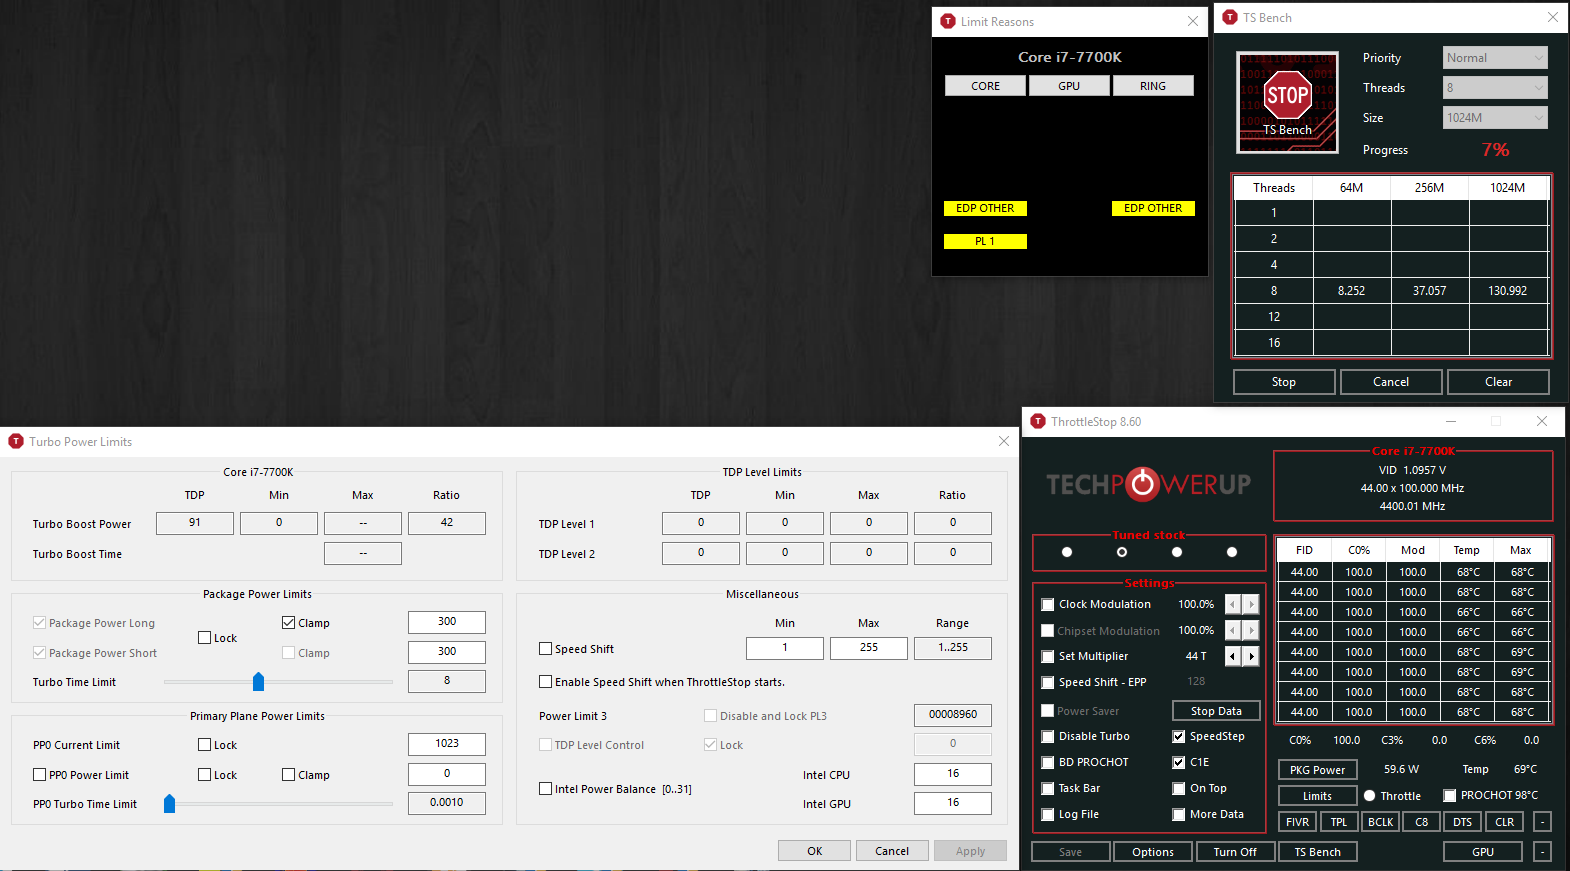 Limit Reasons
Core i7-7700K
CORE GPU RING
EDP OTHER EDP OTHER
PL 1
TS Bench
STOP
TS Bench
Priority Normal
Threads 8
Size 1024M
Progress 7%
Threads 64M 256M 1024M
1
2
4
8 8.252 37.057 130.992
12
16
Stop Cancel Clear
Turbo Power Limits
Core i7-7700K
TDP Min Max Ratio
Turbo Boost Power 91 0 -- 42
Turbo Boost Time --
Package Power Limits
Package Power Long Clamp 300
Lock
Package Power Short Clamp 300
Turbo Time Limit 8
Primary Plane Power Limits
PP0 Current Limit Lock 1023
PP0 Power Limit Lock Clamp 0
PP0 Turbo Time Limit 0.0010
TDP Level Limits
TDP Min Max Ratio
TDP Level 1 0 0 0 0
TDP Level 2 0 0 0 0
Miscellaneous
Min Max Range
Speed Shift 1 255 1..255
Enable Speed Shift when ThrottleStop starts.
Power Limit 3 Disable and Lock PL3 00008960
TDP Level Control Lock 0
Intel CPU 16
Intel Power Balance [0..31]
Intel GPU 16
OK Cancel Apply
ThrottleStop 8.60
TECHPOWERUP
Core i7-7700K
VID 1.0957 V
44.00 x 100.000 MHz
4400.01 MHz
Tuned stock
Settings
Clock Modulation 100.0%
Chipset Modulation 100.0%
Set Multiplier 44 T
Speed Shift - EPP 128
Power Saver Stop Data
Disable Turbo SpeedStep
BD PROCHOT C1E
Task Bar On Top
Log File More Data
FID C0% Mod Temp Max
44.00 100.0 100.0 68°C 68°C
44.00 100.0 100.0 68°C 68°C
44.00 100.0 100.0 66°C 66°C
44.00 100.0 100.0 66°C 66°C
44.00 100.0 100.0 68°C 69°C
44.00 100.0 100.0 68°C 69°C
44.00 100.0 100.0 68°C 68°C
44.00 100.0 100.0 68°C 68°C
C0% 100.0 C3% 0.0 C6% 0.0
PKG Power 59.6 W Temp 69°C
Limits Throttle PROCHOT 98°C
FIVR TPL BCLK C8 DTS CLR -
Save Options Turn Off TS Bench GPU -